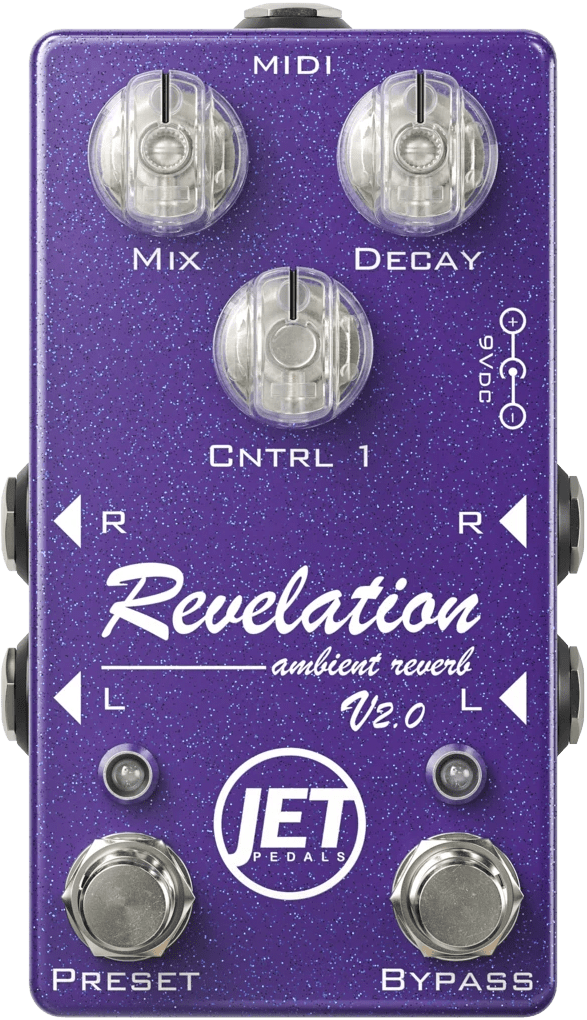 MIDI
MIX
DECAY
+
9VDC
-
CNTRL 1
R
R
Revelation
ambient reverb
L
V2.0
L
JET
PEDALS
PRESET
BYPASS